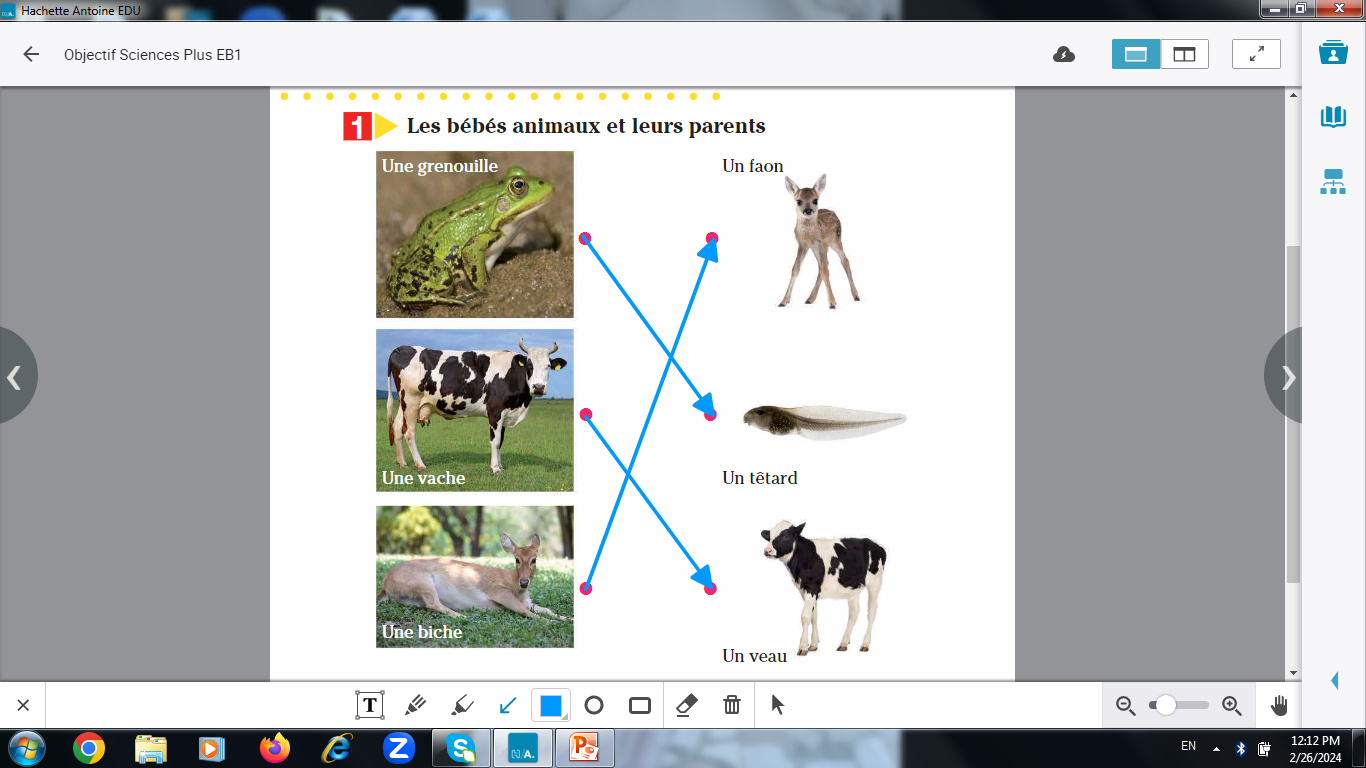 Hachette Antoine EDU
Objectif Sciences Plus EB1
1 Les bébés animaux et leurs parents
Une grenouille
Un faon
Une vache
Un têtard
Une biche
Un veau
T
EN
12:12 PM
2/26/2024